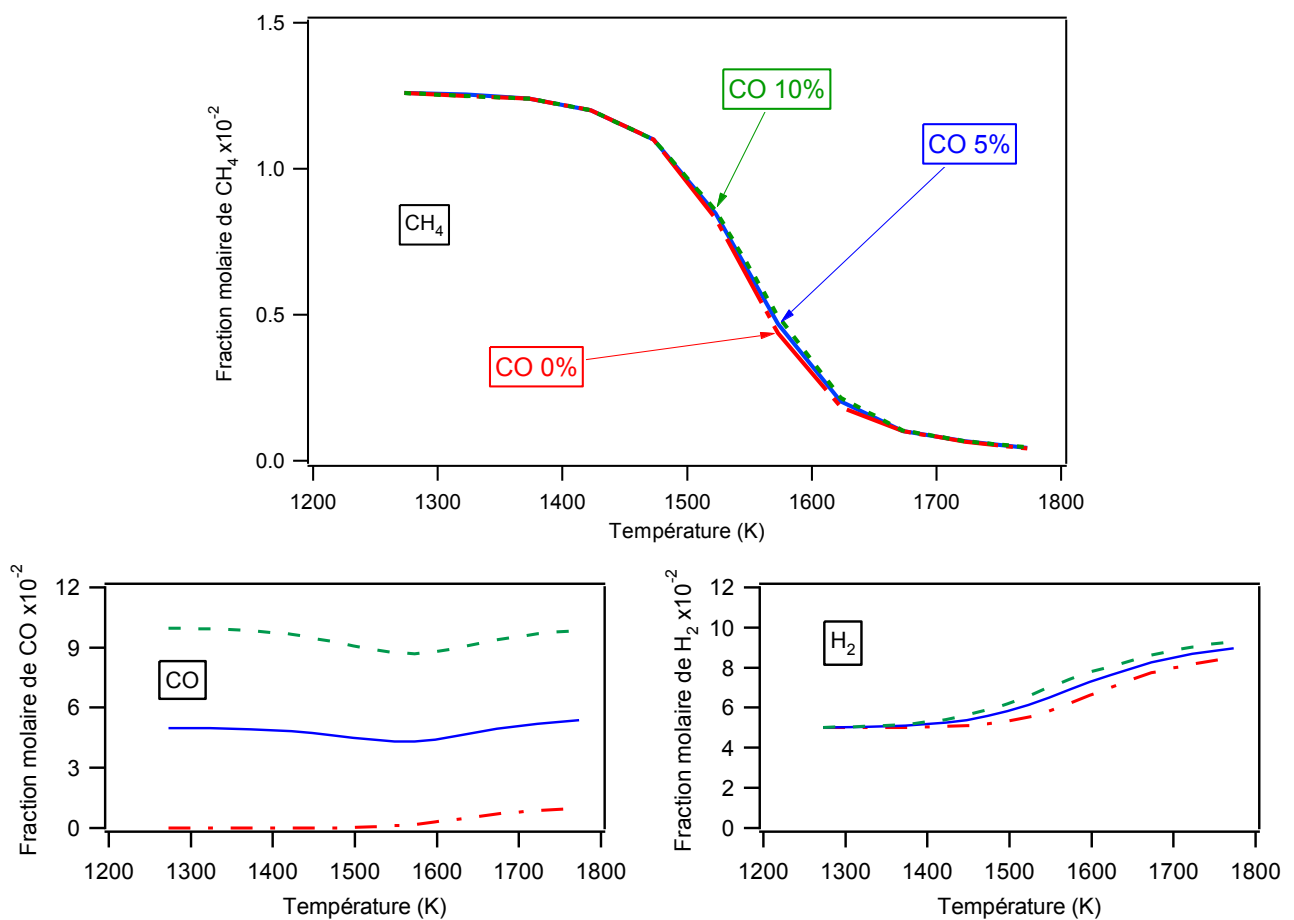 Fraction molaire de CH4 x10-2
1.5
1.0
0.5
0.0
CO 10%
CO 5%
CH4
CO 0%
1200 1300 1400 1500 1600 1700 1800
Température (K)
Fraction molaire de CO x10-2
12
9
6
3
0
CO
1200 1300 1400 1500 1600 1700 1800
Température (K)
Fraction molaire de H2 x10-2
12
10
8
6
4
2
0
H2
1200 1300 1400 1500 1600 1700 1800
Température (K)